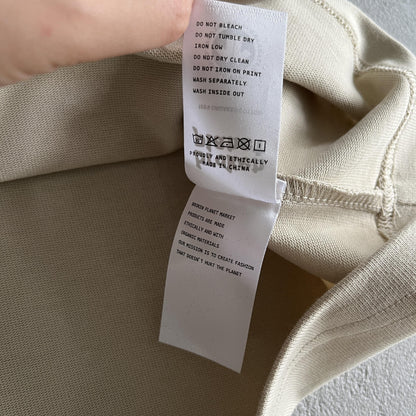 DO NOT BLEACH
DO NOT TUMBLE DRY
IRON LOW
DO NOT DRY CLEAN
DO NOT IRON ON PRINT
WASH SEPARATELY
WASH INSIDE OUT
PROUDLY AND ETHICALLY
MADE IN CHINA
BROKEN PLANET MARKET
PRODUCTS ARE MADE
ETHICALLY AND WITH
ORGANIC MATERIALS
OUR MISSION IS TO CREATE FASHION
THAT DOESN'T HURT THE PLANET